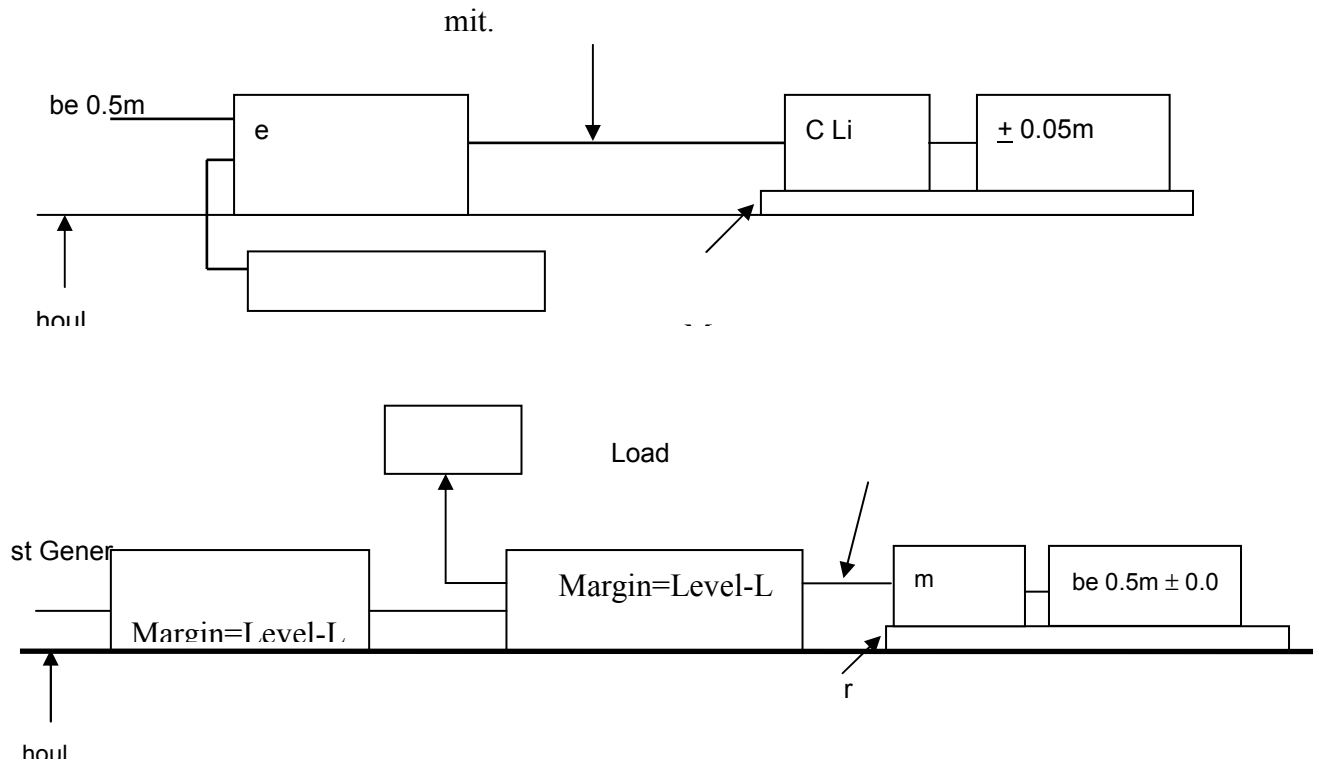 mit.
be 0.5m
e
C Li
± 0.05m
houl
Load
st Gener
Margin=Level-L
Margin=Level-L
m
be 0.5m ± 0.0
r
houl